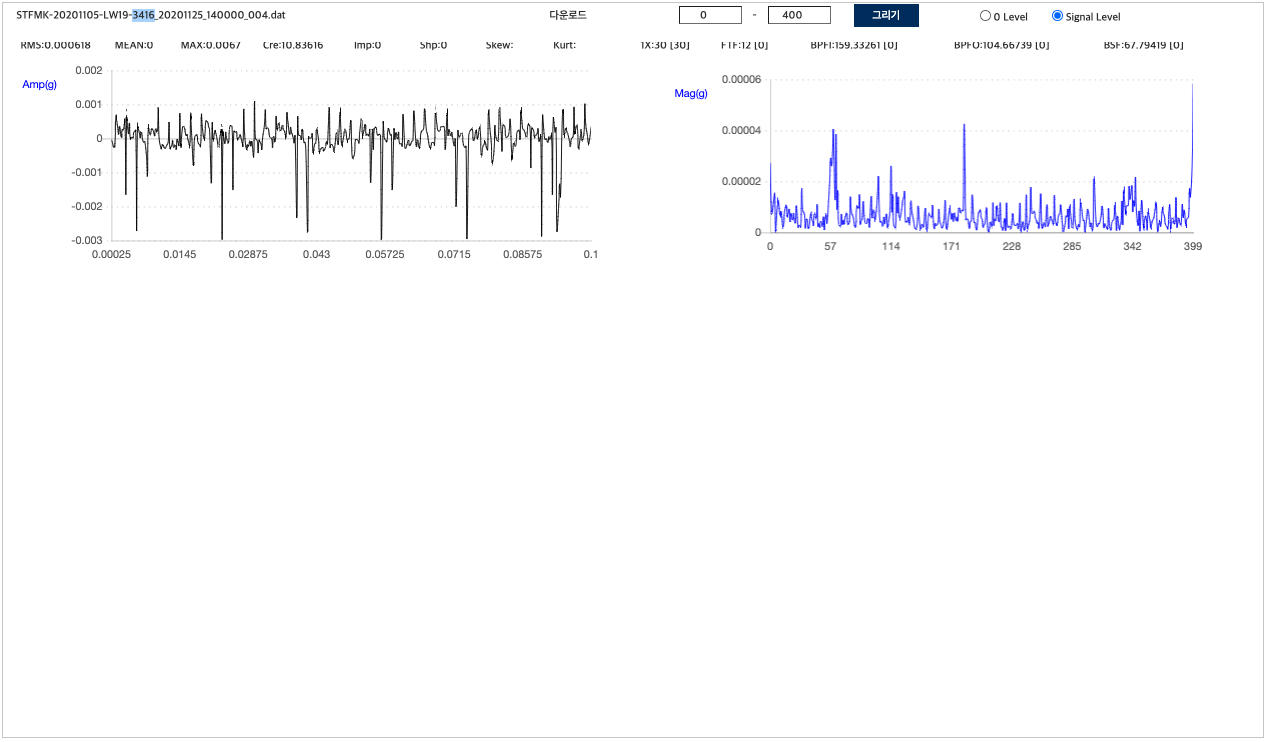 STFMK-20201105-LW19-3416_20201125_140000_004.dat 다운로드 0 - 400 그리기 0 Level Signal Level
RMS:0.000618 MEAN:0 MAX:0.0067 Cre:10.83616 Imp:0 Shp:0 Skew: Kurt: 1X:30 [30] FTF:12 [0] BPFI:159.33261 [0] BPFO:104.66739 [0] BSF:67.79419 [0]
Amp(g)
0.002
0.001
0
-0.001
-0.002
-0.003
0.00025 0.0145 0.02875 0.043 0.05725 0.0715 0.08575 0.1
Mag(g)
0.00006
0.00004
0.00002
0
0 57 114 171 228 285 342 399